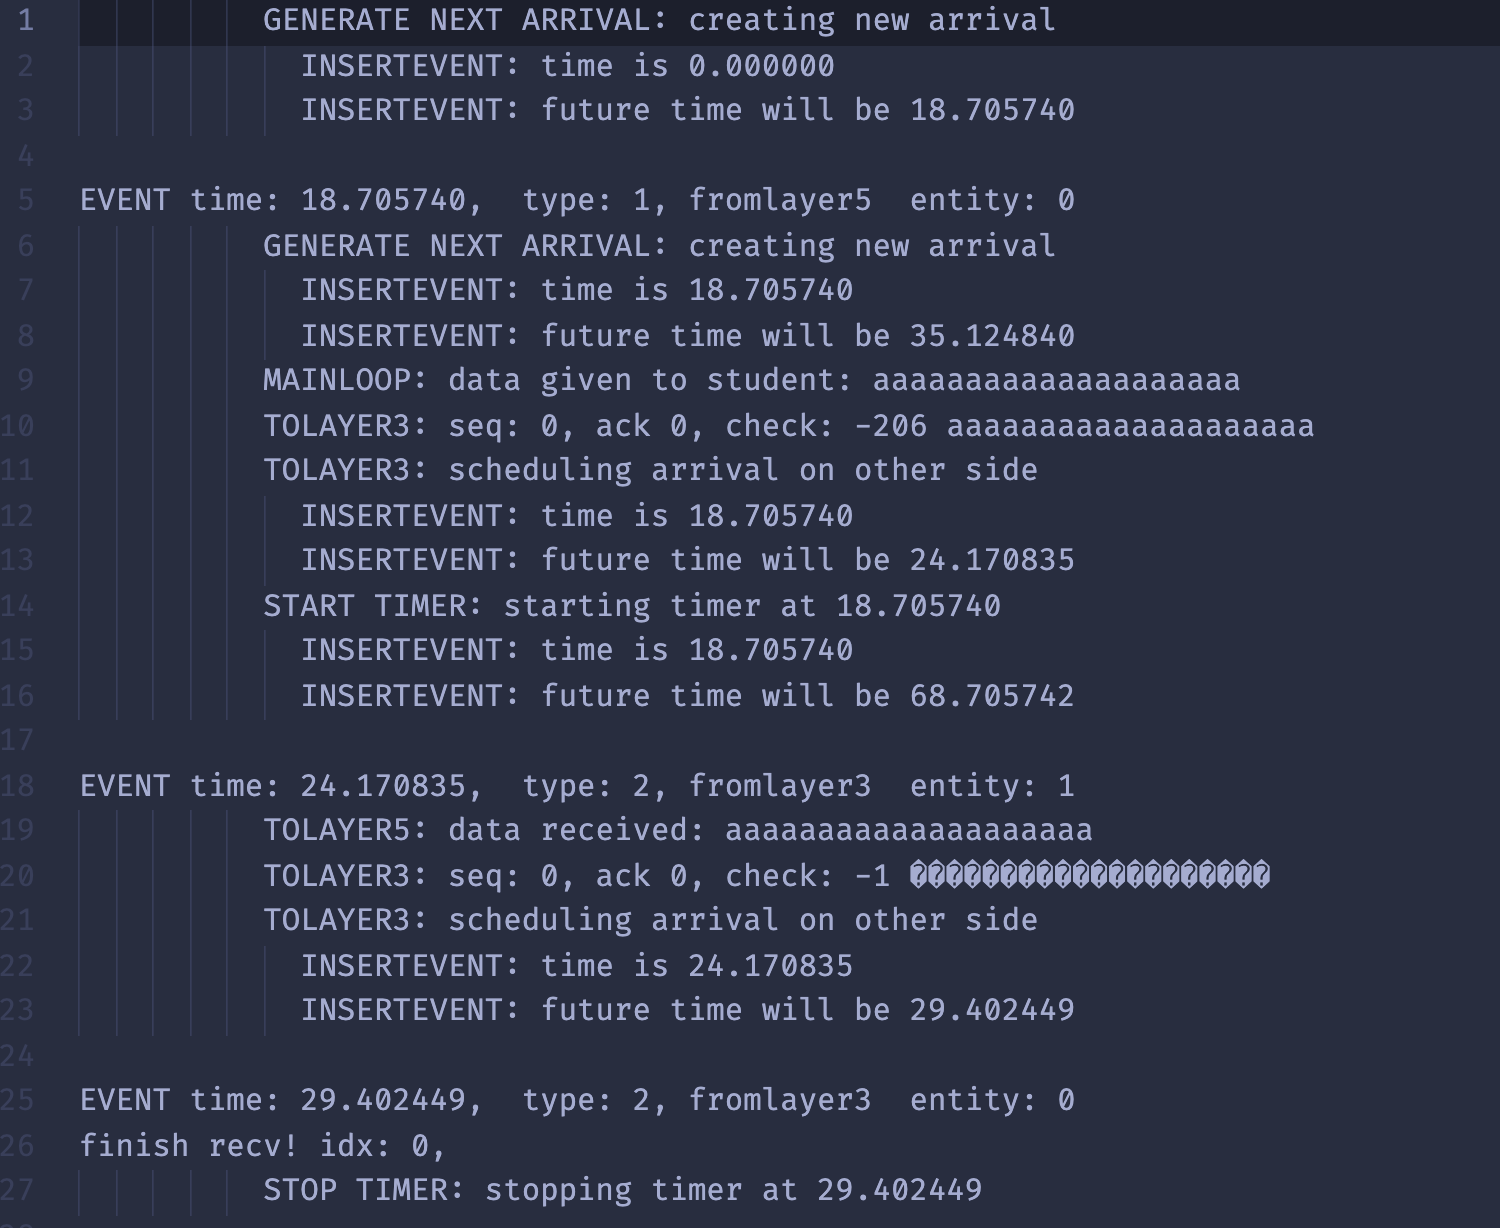 1 GENERATE NEXT ARRIVAL: creating new arrival
2 INSERTEVENT: time is 0.000000
3 INSERTEVENT: future time will be 18.705740
4
5 EVENT time: 18.705740,  type: 1, fromlayer5  entity: 0
6 GENERATE NEXT ARRIVAL: creating new arrival
7 INSERTEVENT: time is 18.705740
8 INSERTEVENT: future time will be 35.124840
9 MAINLOOP: data given to student: aaaaaaaaaaaaaaaaaaaa
10 TOLAYER3: seq: 0, ack 0, check: -206 aaaaaaaaaaaaaaaaaaaa
11 TOLAYER3: scheduling arrival on other side
12 INSERTEVENT: time is 18.705740
13 INSERTEVENT: future time will be 24.170835
14 START TIMER: starting timer at 18.705740
15 INSERTEVENT: time is 18.705740
16 INSERTEVENT: future time will be 68.705742
17
18 EVENT time: 24.170835,  type: 2, fromlayer3  entity: 1
19 TOLAYER5: data received: aaaaaaaaaaaaaaaaaaaa
20 TOLAYER3: seq: 0, ack 0, check: -1 ��������������������
21 TOLAYER3: scheduling arrival on other side
22 INSERTEVENT: time is 24.170835
23 INSERTEVENT: future time will be 29.402449
24
25 EVENT time: 29.402449,  type: 2, fromlayer3  entity: 0
26 finish recv! idx: 0,
27 STOP TIMER: stopping timer at 29.402449